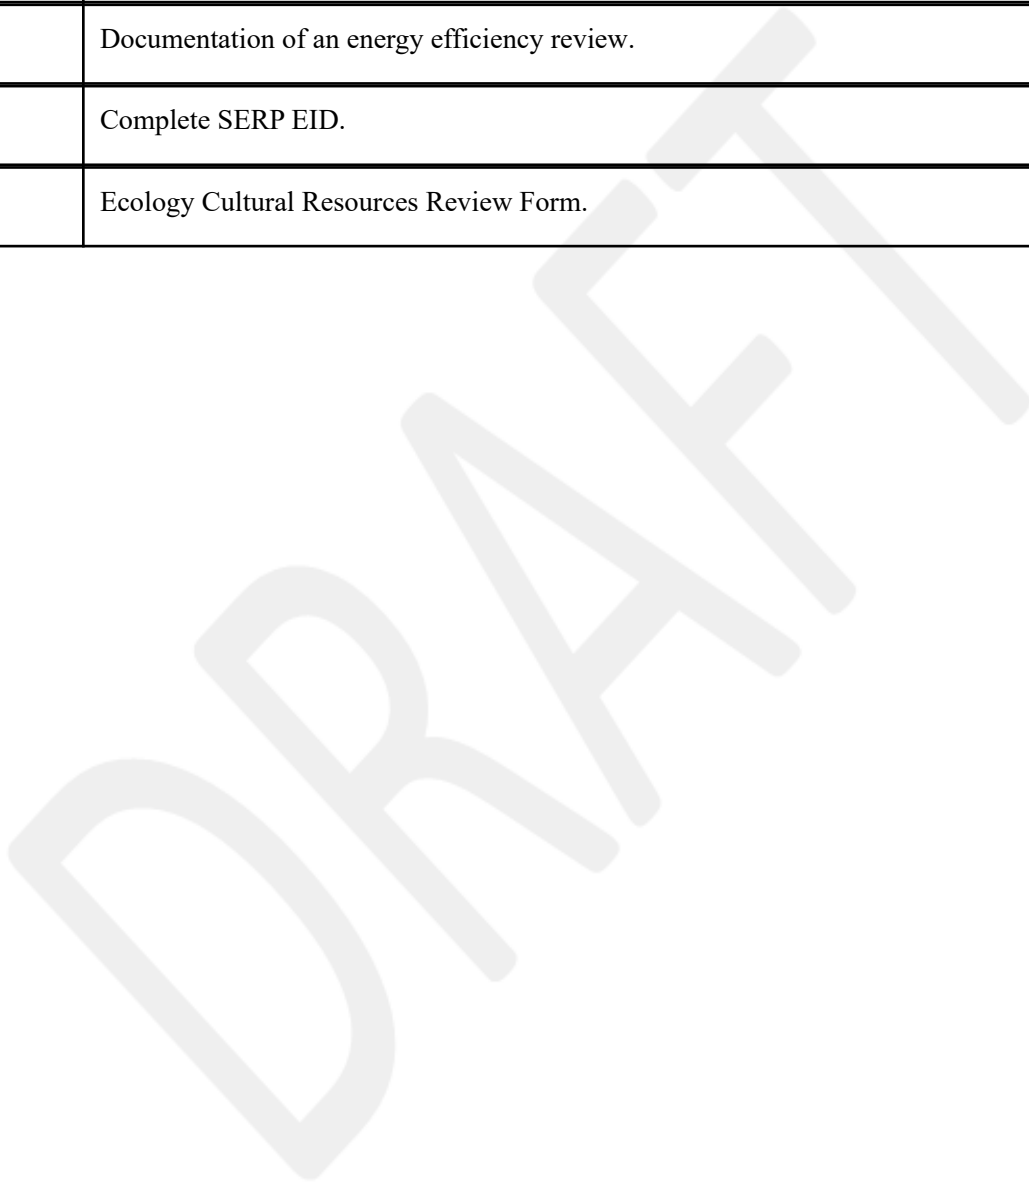 Documentation of an energy efficiency review.
Complete SERP EID.
Ecology Cultural Resources Review Form.
DRAFT